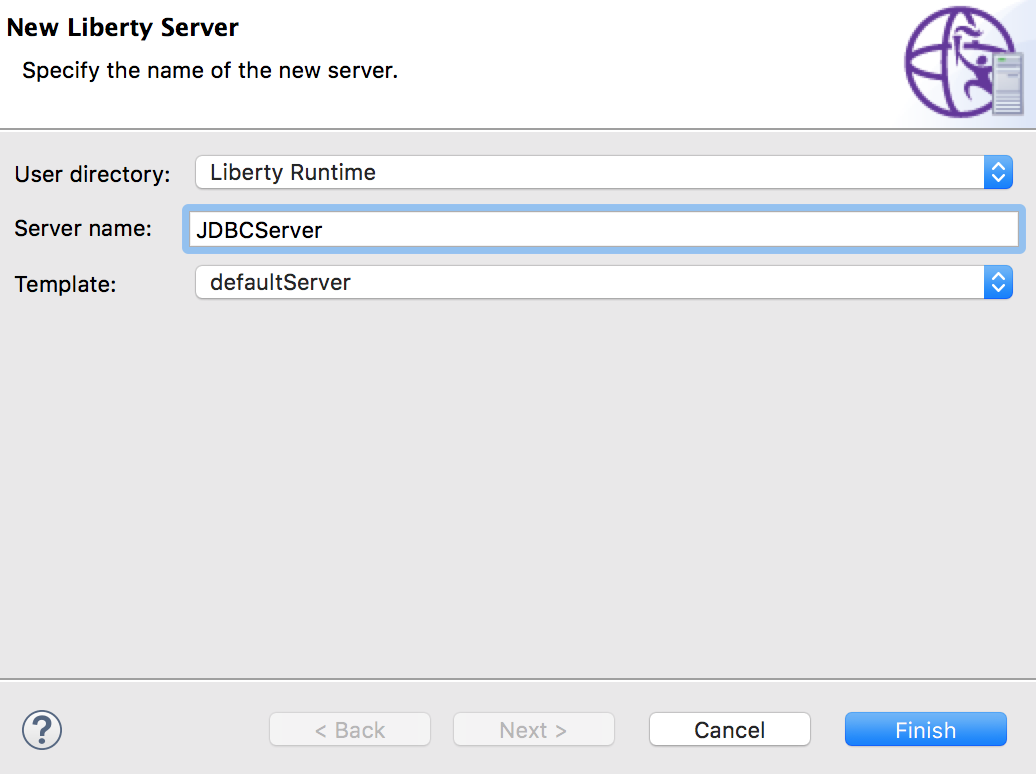 New Liberty Server
Specify the name of the new server.
User directory: Liberty Runtime
Server name: JDBCServer
Template: defaultServer
? < Back Next > Cancel Finish